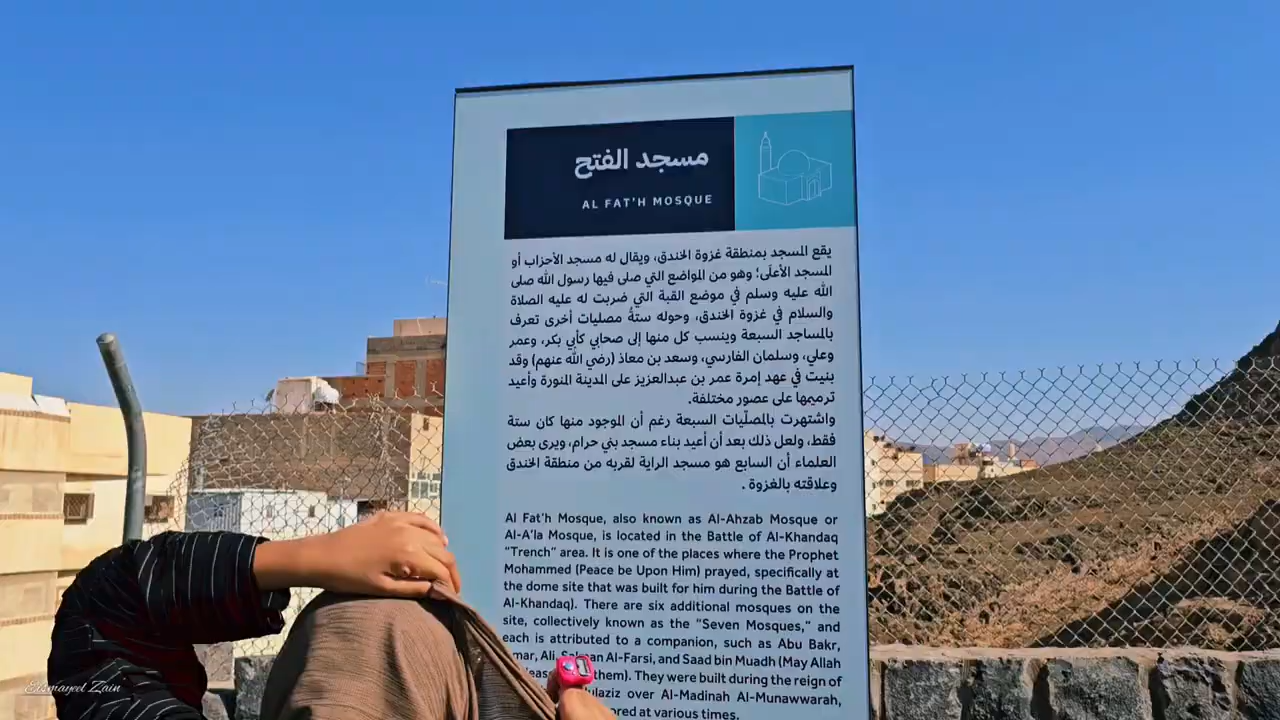 مسجد الفتح
AL FAT'H MOSQUE
يقع المسجد بمنطقة غزوة الخندق، ويقال له مسجد الأحزاب أو
المسجد الأعلى؛ وهو من المواضع التي صلى فيها رسول الله صلى
الله عليه وسلم في موضع القبة التي ضربت له عليه الصلاة
والسلام في غزوة الخندق، وحوله ستةُ مصليات أخرى تعرف
بالمساجد السبعة وينسب كل منها إلى صحابي كأبي بكر، وعمر
وعلي، وسلمان الفارسي، وسعد بن معاذ (رضي الله عنهم) وقد
بنيت في عهد إمرة عمر بن عبدالعزيز على المدينة المنورة وأعيد
ترميمها على عصور مختلفة.
واشتهرت بالمصلّيات السبعة رغم أن الموجود منها كان ستة
فقط، ولعل ذلك بعد أن أعيد بناء مسجد بني حرام، ويرى بعض
العلماء أن السابع هو مسجد الراية لقربه من منطقة الخندق
وعلاقته بالغزوة .
Al Fat'h Mosque, also known as Al-Ahzab Mosque or
Al-A'la Mosque, is located in the Battle of Al-Khandaq
"Trench" area. It is one of the places where the Prophet
Mohammed (Peace be Upon Him) prayed, specifically at
the dome site that was built for him during the Battle of
Al-Khandaq). There are six additional mosques on the
site, collectively known as the "Seven Mosques," and
each is attributed to a companion, such as Abu Bakr,
Ali, Salman Al-Farsi, and Saad bin Muadh (May Allah
They were built during the reign of
over Al-Madinah Al-Munawwarah,
at various times.
Eismayeel Zain